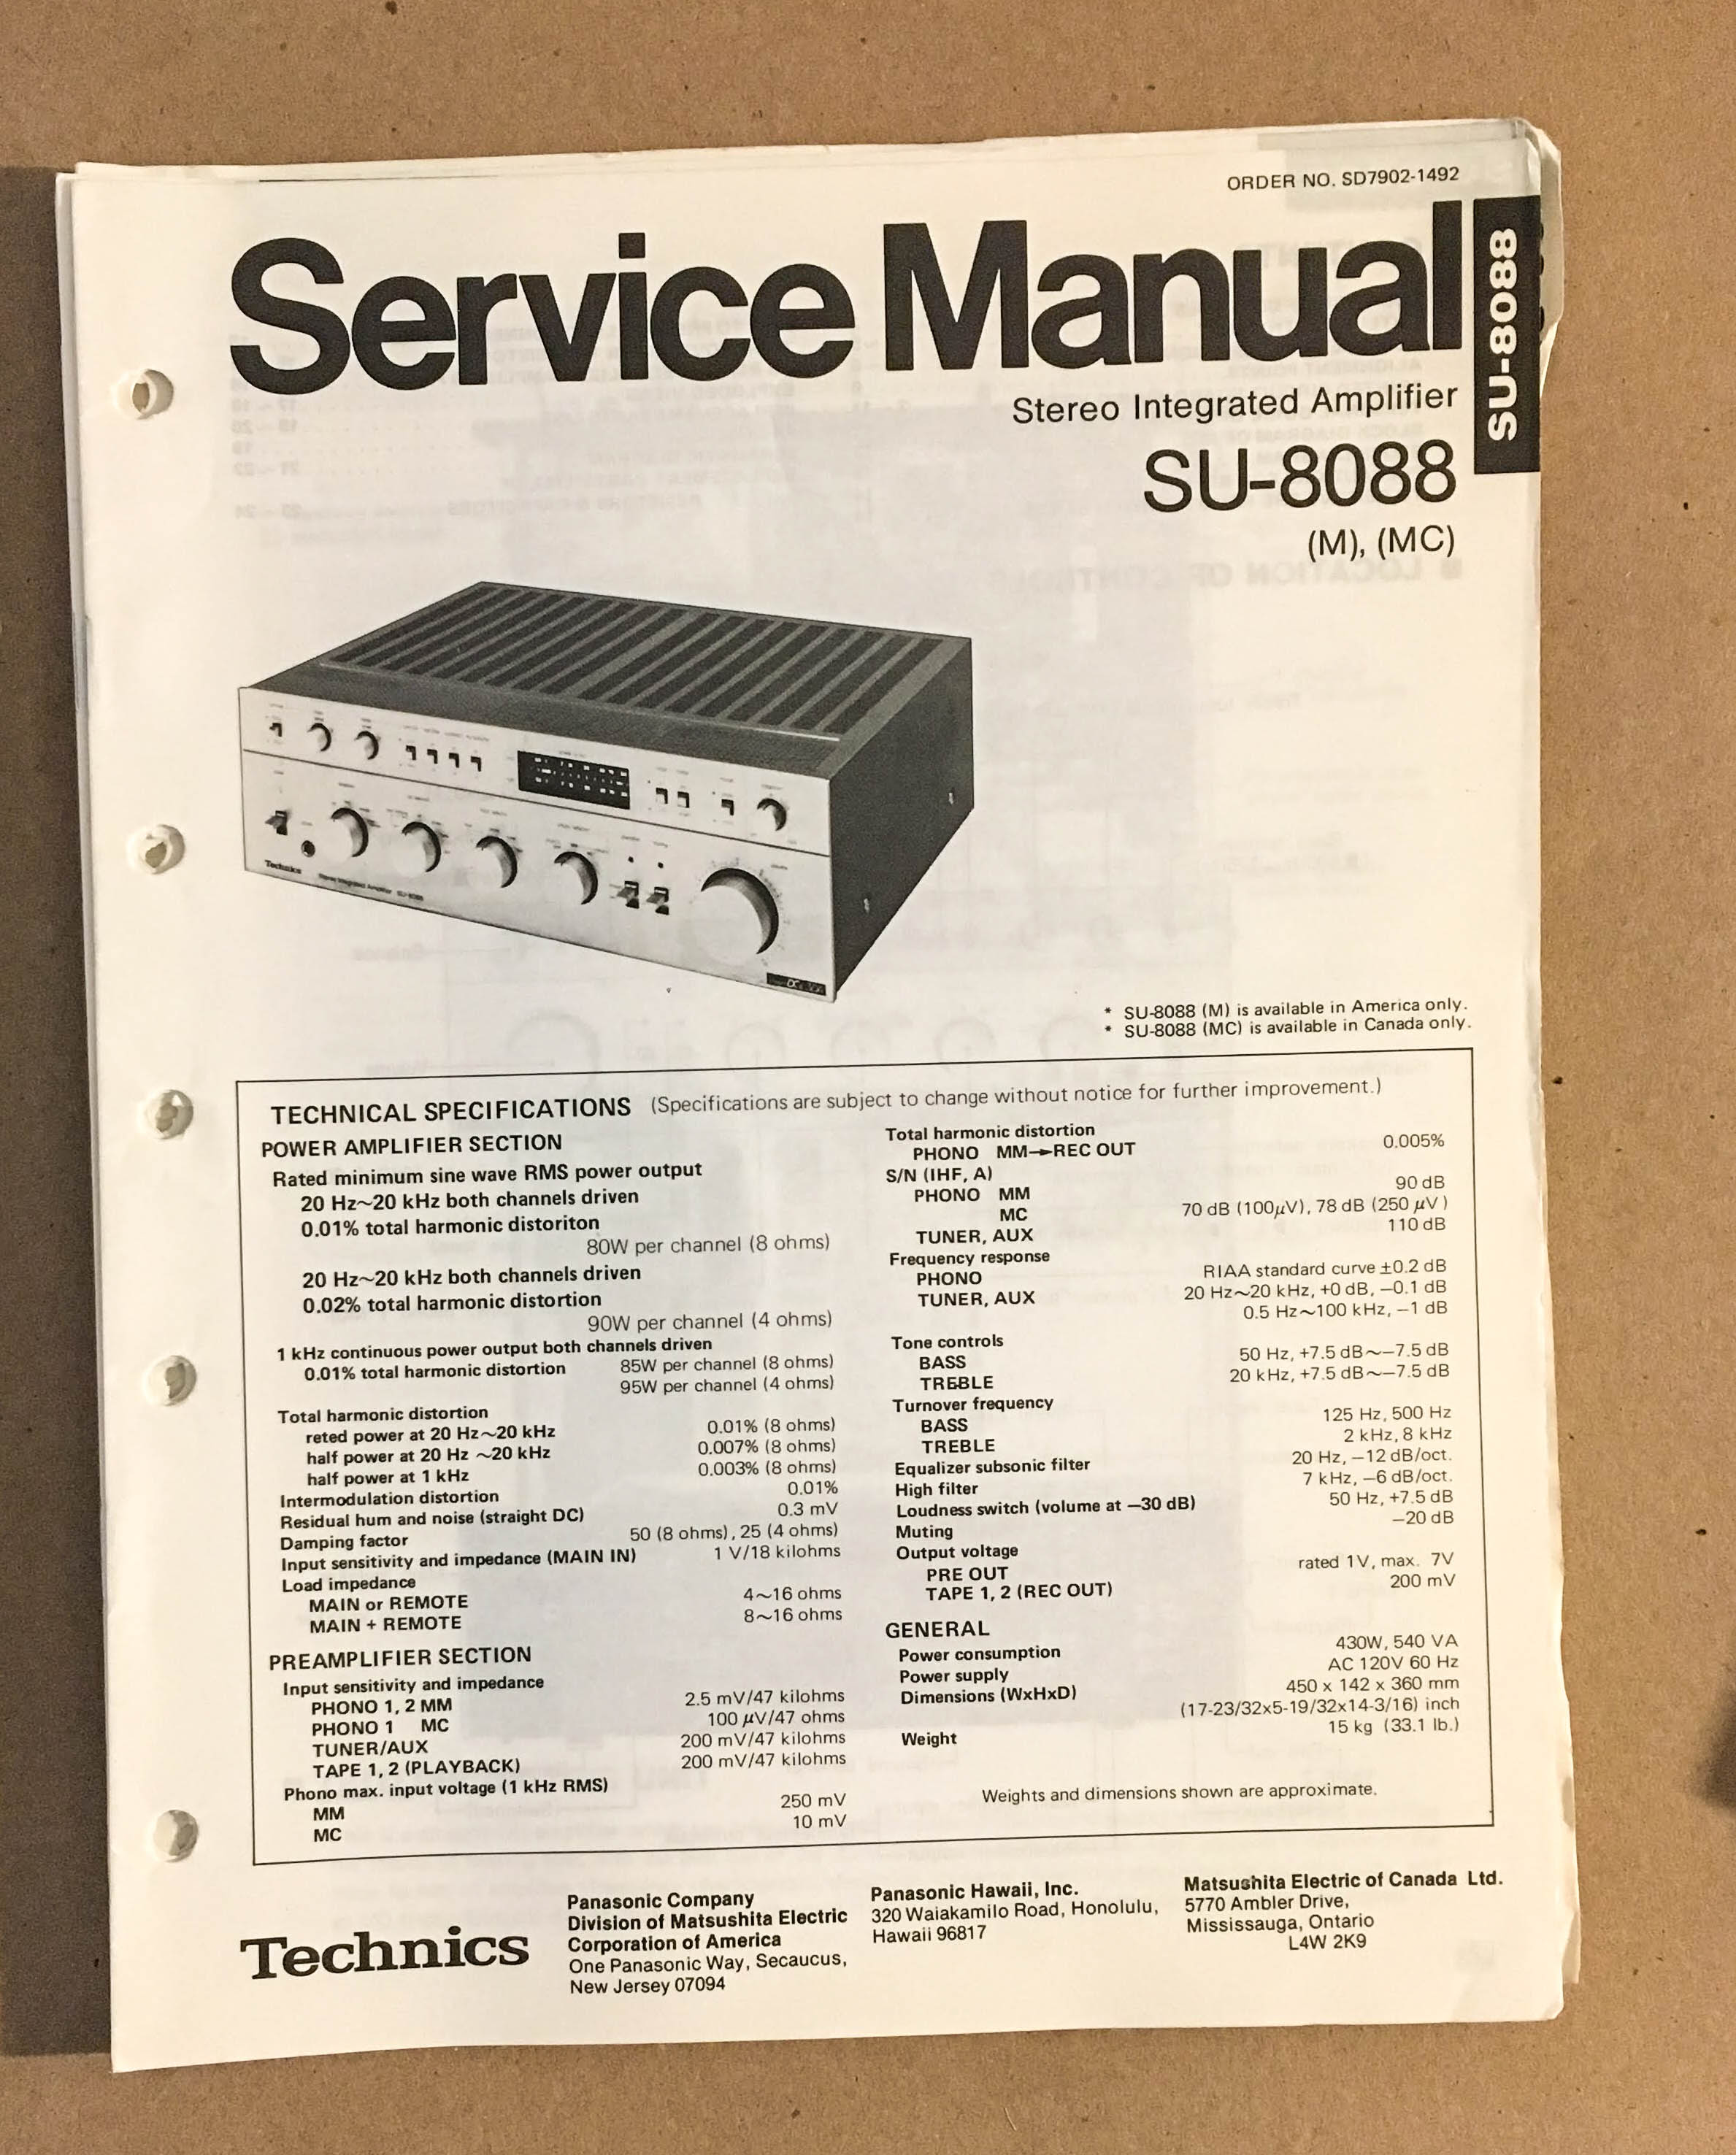 ORDER NO. SD7902-1492
Service Manual
SU-8088
Stereo Integrated Amplifier
SU-8088
(M), (MC)
Technics Stereo Integrated Amplifier SU-8088
* SU-8088 (M) is available in America only.
* SU-8088 (MC) is available in Canada only.
TECHNICAL SPECIFICATIONS (Specifications are subject to change without notice for further improvement.)
POWER AMPLIFIER SECTION
Rated minimum sine wave RMS power output
20 Hz~20 kHz both channels driven
0.01% total harmonic distoriton
80W per channel (8 ohms)
20 Hz~20 kHz both channels driven
0.02% total harmonic distortion
90W per channel (4 ohms)
1 kHz continuous power output both channels driven
0.01% total harmonic distortion 85W per channel (8 ohms)
95W per channel (4 ohms)
Total harmonic distortion
reted power at 20 Hz~20 kHz 0.01% (8 ohms)
half power at 20 Hz ~20 kHz 0.007% (8 ohms)
half power at 1 kHz 0.003% (8 ohms)
Intermodulation distortion 0.01%
Residual hum and noise (straight DC) 0.3 mV
Damping factor 50 (8 ohms), 25 (4 ohms)
Input sensitivity and impedance (MAIN IN) 1 V/18 kilohms
Load impedance
MAIN or REMOTE 4~16 ohms
MAIN + REMOTE 8~16 ohms
PREAMPLIFIER SECTION
Input sensitivity and impedance
PHONO 1, 2 MM 2.5 mV/47 kilohms
PHONO 1 MC 100 μV/47 ohms
TUNER/AUX 200 mV/47 kilohms
TAPE 1, 2 (PLAYBACK) 200 mV/47 kilohms
Phono max. input voltage (1 kHz RMS)
MM 250 mV
MC 10 mV
Total harmonic distortion
PHONO MM→REC OUT 0.005%
S/N (IHF, A)
PHONO MM 90 dB
MC 70 dB (100μV), 78 dB (250 μV)
TUNER, AUX 110 dB
Frequency response
PHONO RIAA standard curve ±0.2 dB
TUNER, AUX 20 Hz~20 kHz, +0 dB, −0.1 dB
0.5 Hz~100 kHz, −1 dB
Tone controls
BASS 50 Hz, +7.5 dB~−7.5 dB
TREBLE 20 kHz, +7.5 dB~−7.5 dB
Turnover frequency
BASS 125 Hz, 500 Hz
TREBLE 2 kHz, 8 kHz
Equalizer subsonic filter 20 Hz, −12 dB/oct.
High filter 7 kHz, −6 dB/oct.
Loudness switch (volume at −30 dB) 50 Hz, +7.5 dB
Muting −20 dB
Output voltage
PRE OUT rated 1V, max. 7V
TAPE 1, 2 (REC OUT) 200 mV
GENERAL
Power consumption 430W, 540 VA
Power supply AC 120V 60 Hz
Dimensions (WxHxD) 450 x 142 x 360 mm
(17-23/32x5-19/32x14-3/16) inch
Weight 15 kg (33.1 lb.)
Weights and dimensions shown are approximate.
Technics
Panasonic Company
Division of Matsushita Electric
Corporation of America
One Panasonic Way, Secaucus,
New Jersey 07094
Panasonic Hawaii, Inc.
320 Waiakamilo Road, Honolulu,
Hawaii 96817
Matsushita Electric of Canada Ltd.
5770 Ambler Drive,
Mississauga, Ontario
L4W 2K9